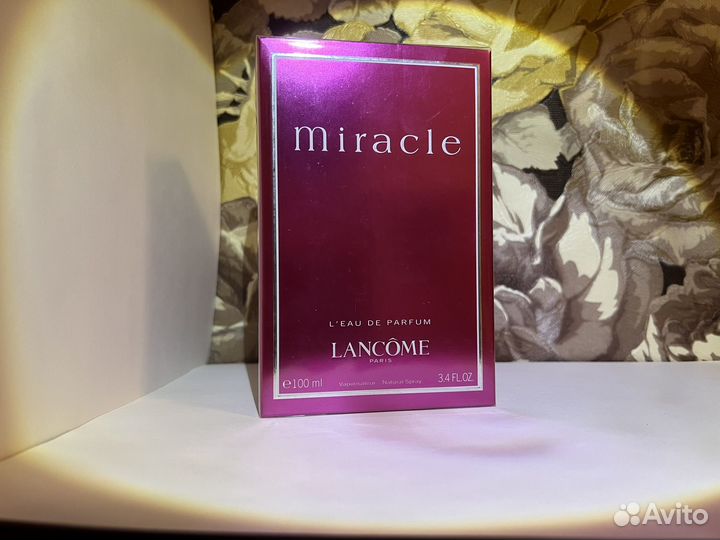 miracle
L'EAU DE PARFUM
LANCÔME
PARIS
℮100 ml Vaporisateur Natural Spray 3.4 FL.OZ.
Avito